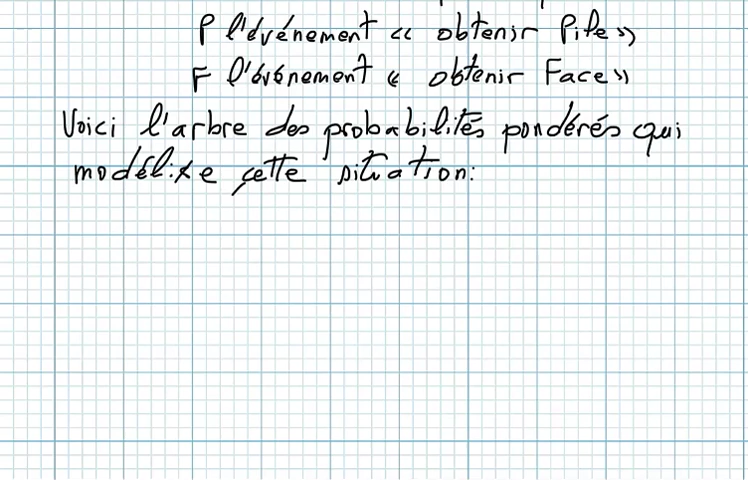 P l'événement « obtenir Pile »
F l'événement « obtenir Face »
Voici l'arbre des probabilités pondérés qui
modélise cette situation: